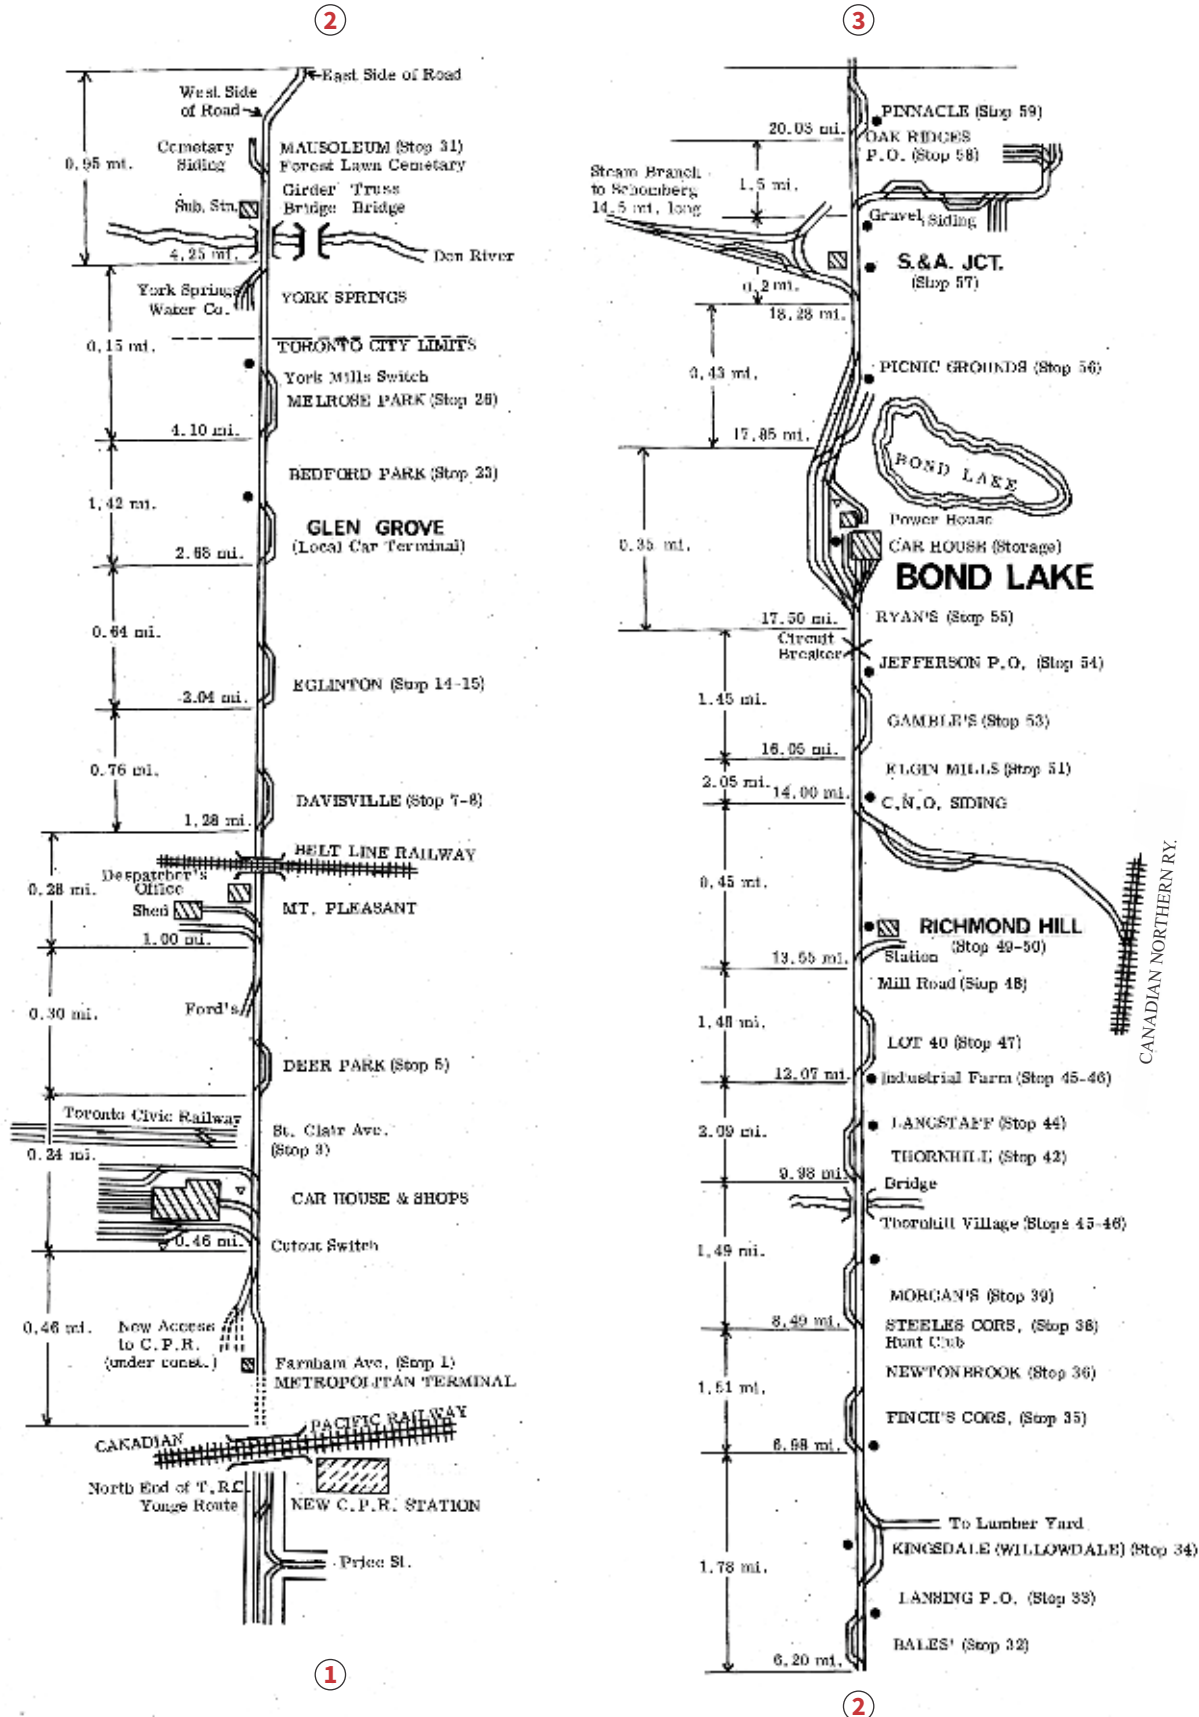 2
East Side of Road
West Side
of Road
Cemetary
Siding
MAUSOLEUM (Stop 31)
Forest Lawn Cemetary
0.95 mi.
Girder Truss
Bridge Bridge
Sub. Stn.
4.25 mi.
Don River
York Springs
Water Co.
YORK SPRINGS
0.15 mi.
TORONTO CITY LIMITS
York Mills Switch
MELROSE PARK (Stop 26)
4.10 mi.
BEDFORD PARK (Stop 23)
1.42 mi.
GLEN GROVE
(Local Car Terminal)
2.68 mi.
0.64 mi.
EGLINTON (Stop 14-15)
2.04 mi.
0.76 mi.
DAVISVILLE (Stop 7-8)
1.28 mi.
BELT LINE RAILWAY
Despatcher's
Office
0.28 mi.
Shed
MT. PLEASANT
1.00 mi.
Ford's
0.30 mi.
DEER PARK (Stop 5)
Toronto Civic Railway
St. Clair Ave.
(Stop 3)
0.24 mi.
CAR HOUSE & SHOPS
0.46 mi.
Cutout Switch
0.46 mi.
New Access
to C.P.R.
(under const.)
Farnham Ave. (Stop 1)
METROPOLITAN TERMINAL
CANADIAN PACIFIC RAILWAY
North End of T.R.C.
Yonge Route
NEW C.P.R. STATION
Price St.
1
3
PINNACLE (Stop 59)
20.03 mi.
OAK RIDGES
P.O. (Stop 58)
Steam Branch
to Schomberg
14.5 mi. long
1.5 mi.
Gravel Siding
S.&A. JCT.
(Stop 57)
0.2 mi.
18.28 mi.
0.43 mi.
PICNIC GROUNDS (Stop 56)
17.85 mi.
BOND LAKE
Power House
0.35 mi.
CAR HOUSE (Storage)
BOND LAKE
17.50 mi.
RYAN'S (Stop 55)
Circuit
Breaker
JEFFERSON P.O. (Stop 54)
1.45 mi.
GAMBLE'S (Stop 53)
16.05 mi.
ELGIN MILLS (Stop 51)
2.05 mi.
14.00 mi.
C.N.O. SIDING
CANADIAN NORTHERN RY.
0.45 mi.
RICHMOND HILL
(Stop 49-50)
Station
13.55 mi.
Mill Road (Stop 48)
1.48 mi.
LOT 40 (Stop 47)
12.07 mi.
Industrial Farm (Stop 45-46)
LANGSTAFF (Stop 44)
2.09 mi.
THORNHILL (Stop 42)
9.98 mi.
Bridge
Thornhill Village (Stops 45-46)
1.49 mi.
MORGAN'S (Stop 39)
8.49 mi.
STEELES CORS. (Stop 38)
Hunt Club
NEWTONBROOK (Stop 36)
1.51 mi.
FINCH'S CORS. (Stop 35)
6.98 mi.
To Lumber Yard
KINGSDALE (WILLOWDALE) (Stop 34)
1.78 mi.
LANSING P.O. (Stop 33)
BALES' (Stop 32)
6.20 mi.
2